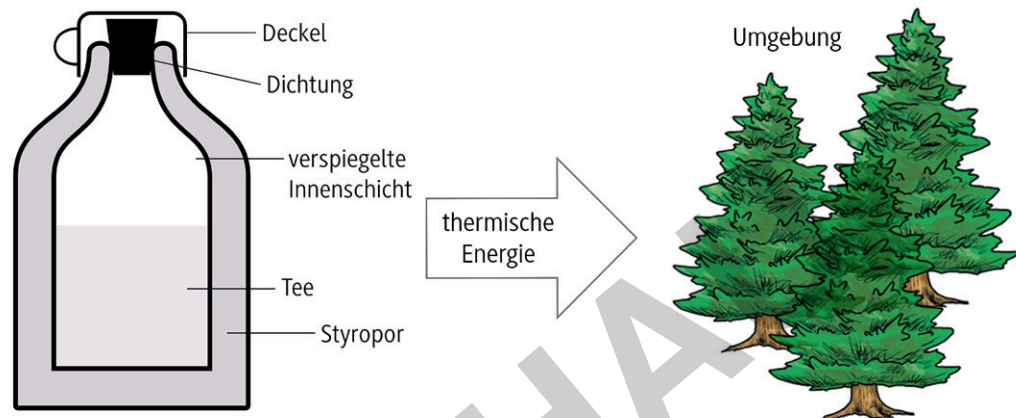 Deckel
Dichtung
verspiegelte
Innenschicht
Tee
Styropor
thermische
Energie
Umgebung